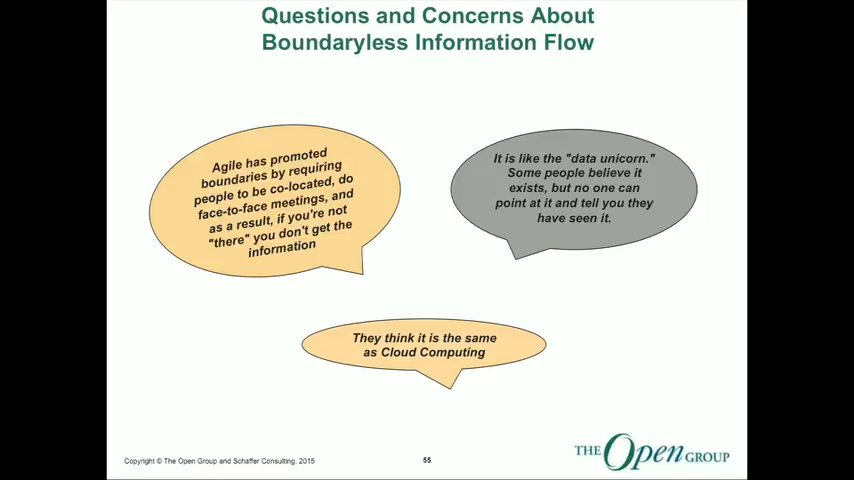 Questions and Concerns About
Boundaryless Information Flow
Agile has promoted
boundaries by requiring
people to be co-located, do
face-to-face meetings, and
as a result, if you're not
"there" you don't get the
information
It is like the "data unicorn."
Some people believe it
exists, but no one can
point at it and tell you they
have seen it.
They think it is the same
as Cloud Computing
Copyright © The Open Group and Schaffer Consulting, 2015
55
THE Open GROUP